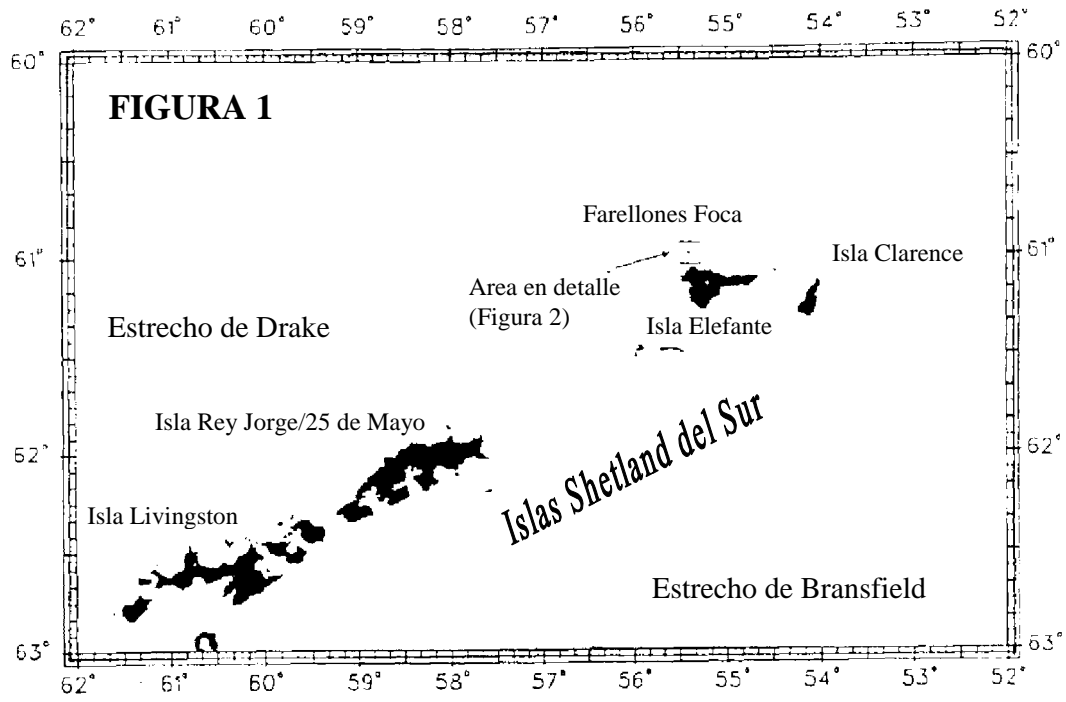 62° 61° 60° 59° 58° 57° 56° 55° 54° 53° 52°
60° 60°
FIGURA 1
Farellones Foca
61° 61°
Isla Clarence
Area en detalle
(Figura 2)
Isla Elefante
Estrecho de Drake
Isla Rey Jorge/25 de Mayo
Islas Shetland del Sur
62° 62°
Isla Livingston
Estrecho de Bransfield
63° 63°
62° 61° 60° 59° 58° 57° 56° 55° 54° 53° 52°